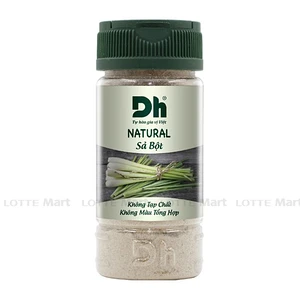 Dh®
Tự hào gia vị Việt
NATURAL
Sả Bột
LOTTE Mart LOTTE Mart LOTTE Mart
Không Tạp Chất
Không Màu Tổng Hợp
Dh